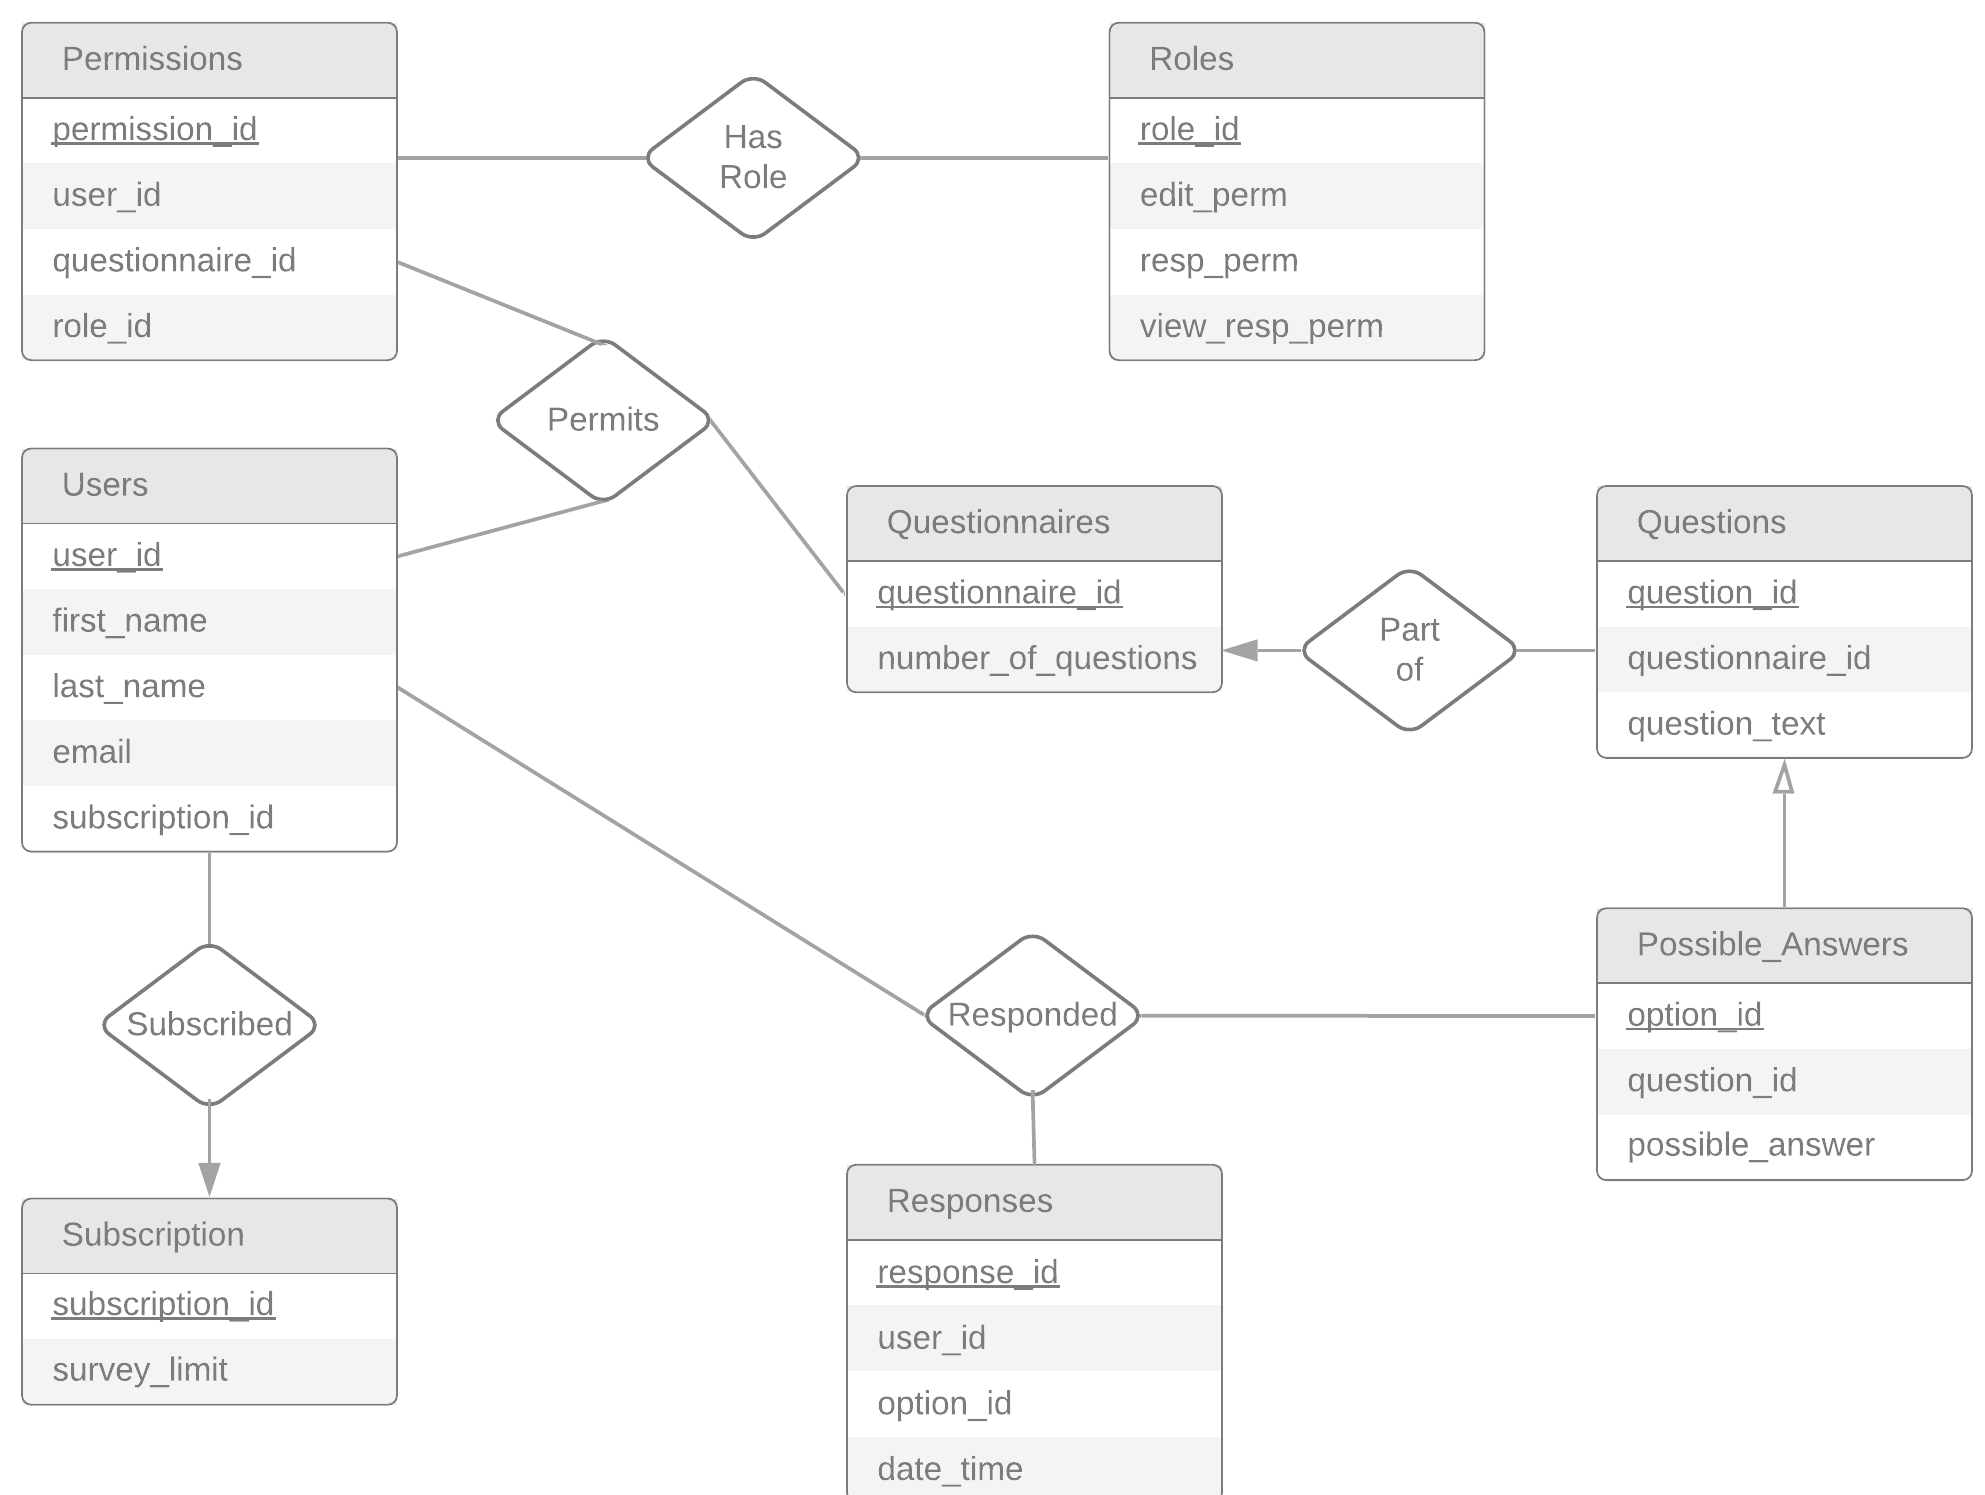 Permissions
permission_id
user_id
questionnaire_id
role_id
Has
Role
Roles
role_id
edit_perm
resp_perm
view_resp_perm
Permits
Users
user_id
first_name
last_name
email
subscription_id
Questionnaires
questionnaire_id
number_of_questions
Part
of
Questions
question_id
questionnaire_id
question_text
Subscribed
Responded
Possible_Answers
option_id
question_id
possible_answer
Subscription
subscription_id
survey_limit
Responses
response_id
user_id
option_id
date_time